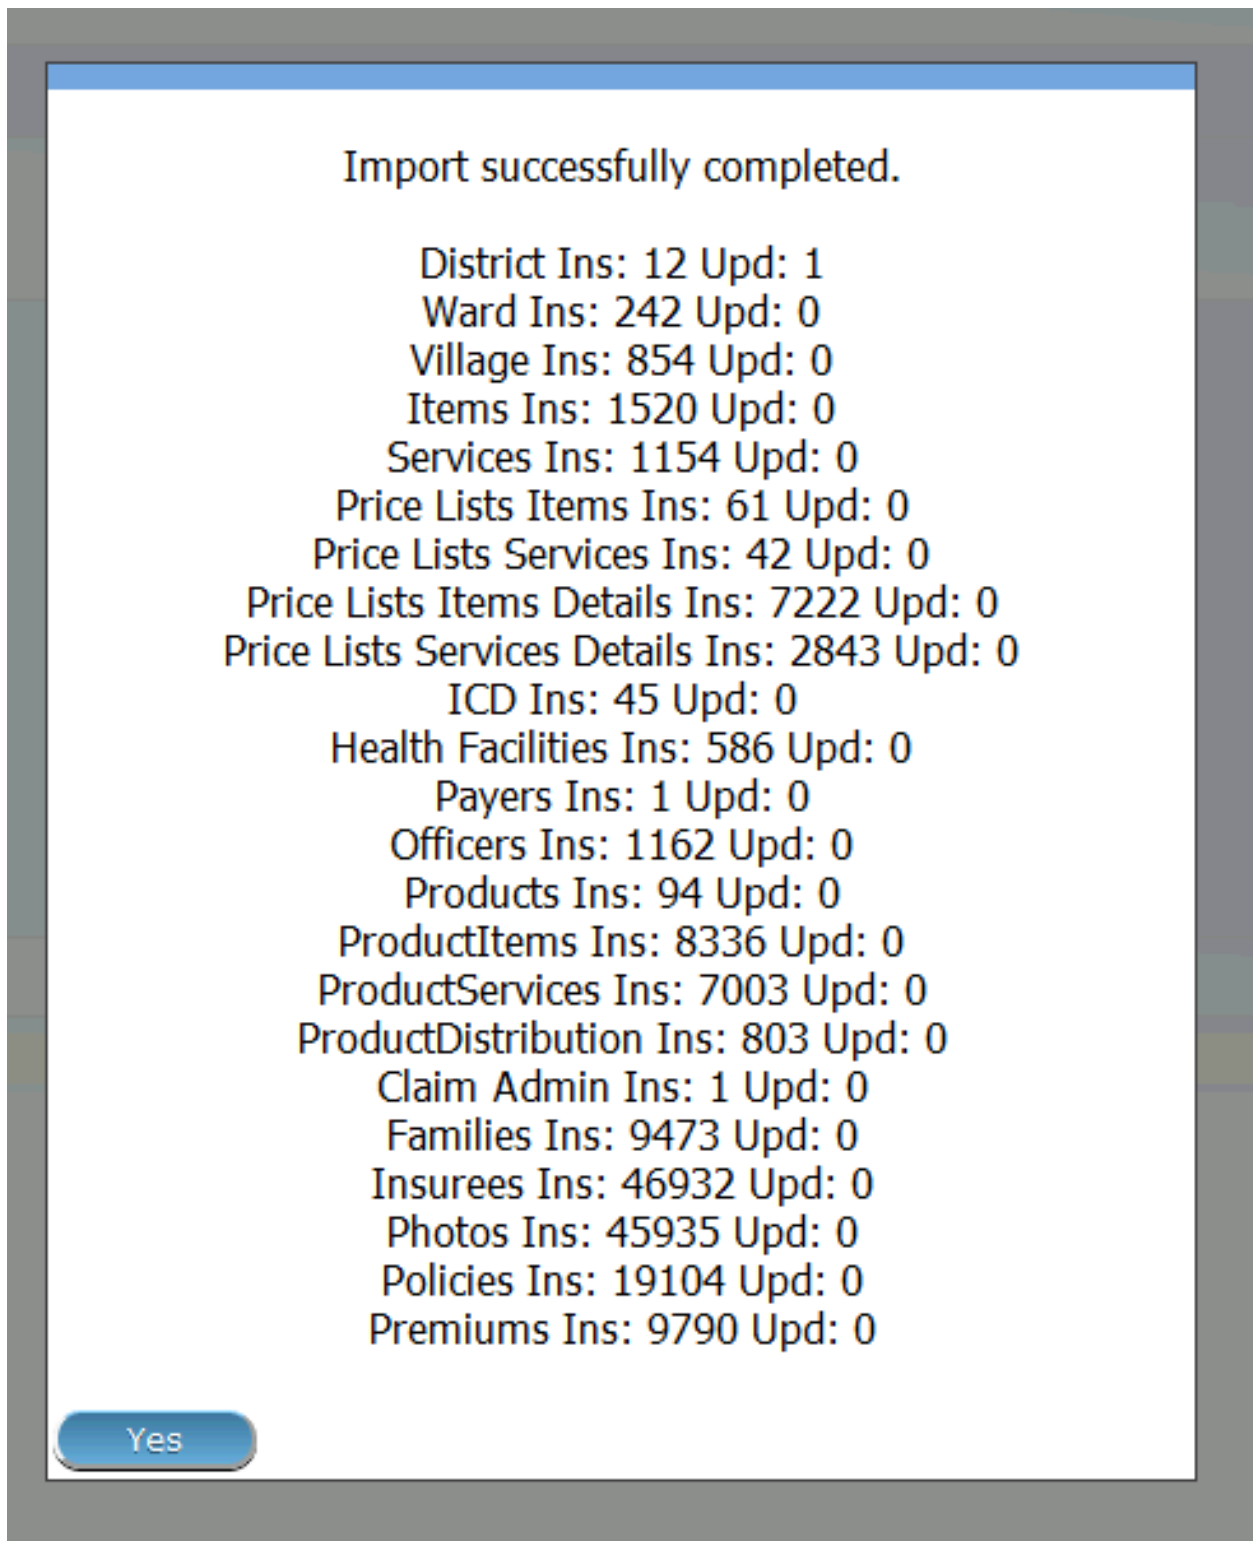 Import successfully completed.
District Ins: 12 Upd: 1
Ward Ins: 242 Upd: 0
Village Ins: 854 Upd: 0
Items Ins: 1520 Upd: 0
Services Ins: 1154 Upd: 0
Price Lists Items Ins: 61 Upd: 0
Price Lists Services Ins: 42 Upd: 0
Price Lists Items Details Ins: 7222 Upd: 0
Price Lists Services Details Ins: 2843 Upd: 0
ICD Ins: 45 Upd: 0
Health Facilities Ins: 586 Upd: 0
Payers Ins: 1 Upd: 0
Officers Ins: 1162 Upd: 0
Products Ins: 94 Upd: 0
ProductItems Ins: 8336 Upd: 0
ProductServices Ins: 7003 Upd: 0
ProductDistribution Ins: 803 Upd: 0
Claim Admin Ins: 1 Upd: 0
Families Ins: 9473 Upd: 0
Insurees Ins: 46932 Upd: 0
Photos Ins: 45935 Upd: 0
Policies Ins: 19104 Upd: 0
Premiums Ins: 9790 Upd: 0
Yes